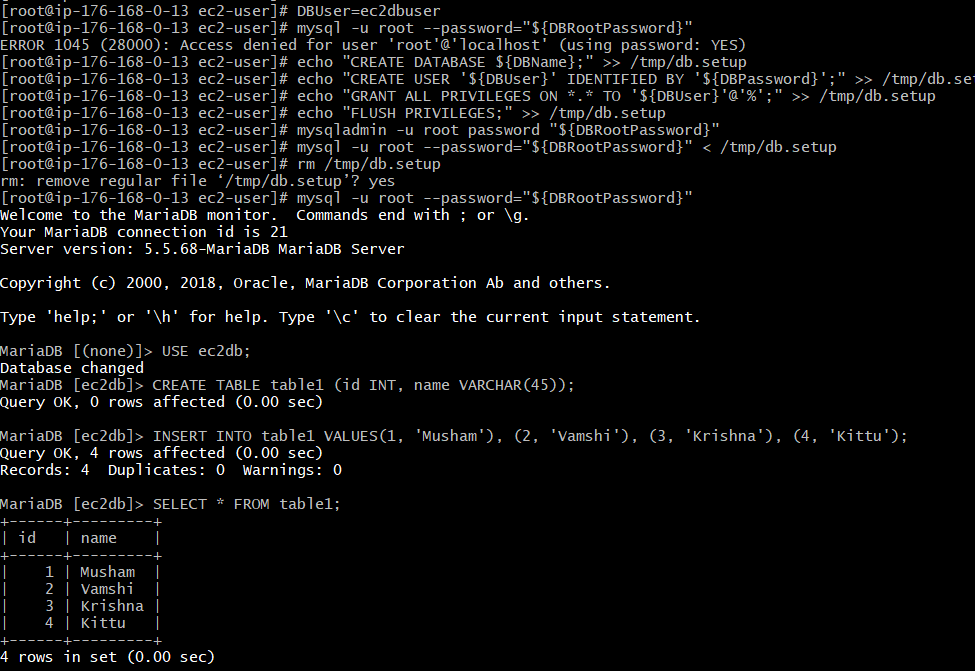 [root@ip-176-168-0-13 ec2-user]# DBUser=ec2dbuser
[root@ip-176-168-0-13 ec2-user]# mysql -u root --password="${DBRootPassword}"
ERROR 1045 (28000): Access denied for user 'root'@'localhost' (using password: YES)
[root@ip-176-168-0-13 ec2-user]# echo "CREATE DATABASE ${DBName};" >> /tmp/db.setup
[root@ip-176-168-0-13 ec2-user]# echo "CREATE USER '${DBUser}' IDENTIFIED BY '${DBPassword}';" >> /tmp/db.se
[root@ip-176-168-0-13 ec2-user]# echo "GRANT ALL PRIVILEGES ON *.* TO '${DBUser}'@'%';" >> /tmp/db.setup
[root@ip-176-168-0-13 ec2-user]# echo "FLUSH PRIVILEGES;" >> /tmp/db.setup
[root@ip-176-168-0-13 ec2-user]# mysqladmin -u root password "${DBRootPassword}"
[root@ip-176-168-0-13 ec2-user]# mysql -u root --password="${DBRootPassword}" < /tmp/db.setup
[root@ip-176-168-0-13 ec2-user]# rm /tmp/db.setup
rm: remove regular file ‘/tmp/db.setup’? yes
[root@ip-176-168-0-13 ec2-user]# mysql -u root --password="${DBRootPassword}"
Welcome to the MariaDB monitor.  Commands end with ; or \g.
Your MariaDB connection id is 21
Server version: 5.5.68-MariaDB MariaDB Server
Copyright (c) 2000, 2018, Oracle, MariaDB Corporation Ab and others.
Type 'help;' or '\h' for help. Type '\c' to clear the current input statement.
MariaDB [(none)]> USE ec2db;
Database changed
MariaDB [ec2db]> CREATE TABLE table1 (id INT, name VARCHAR(45));
Query OK, 0 rows affected (0.00 sec)
MariaDB [ec2db]> INSERT INTO table1 VALUES(1, 'Musham'), (2, 'Vamshi'), (3, 'Krishna'), (4, 'Kittu');
Query OK, 4 rows affected (0.00 sec)
Records: 4  Duplicates: 0  Warnings: 0
MariaDB [ec2db]> SELECT * FROM table1;
+------+---------+
| id   | name    |
+------+---------+
|    1 | Musham  |
|    2 | Vamshi  |
|    3 | Krishna |
|    4 | Kittu   |
+------+---------+
4 rows in set (0.00 sec)